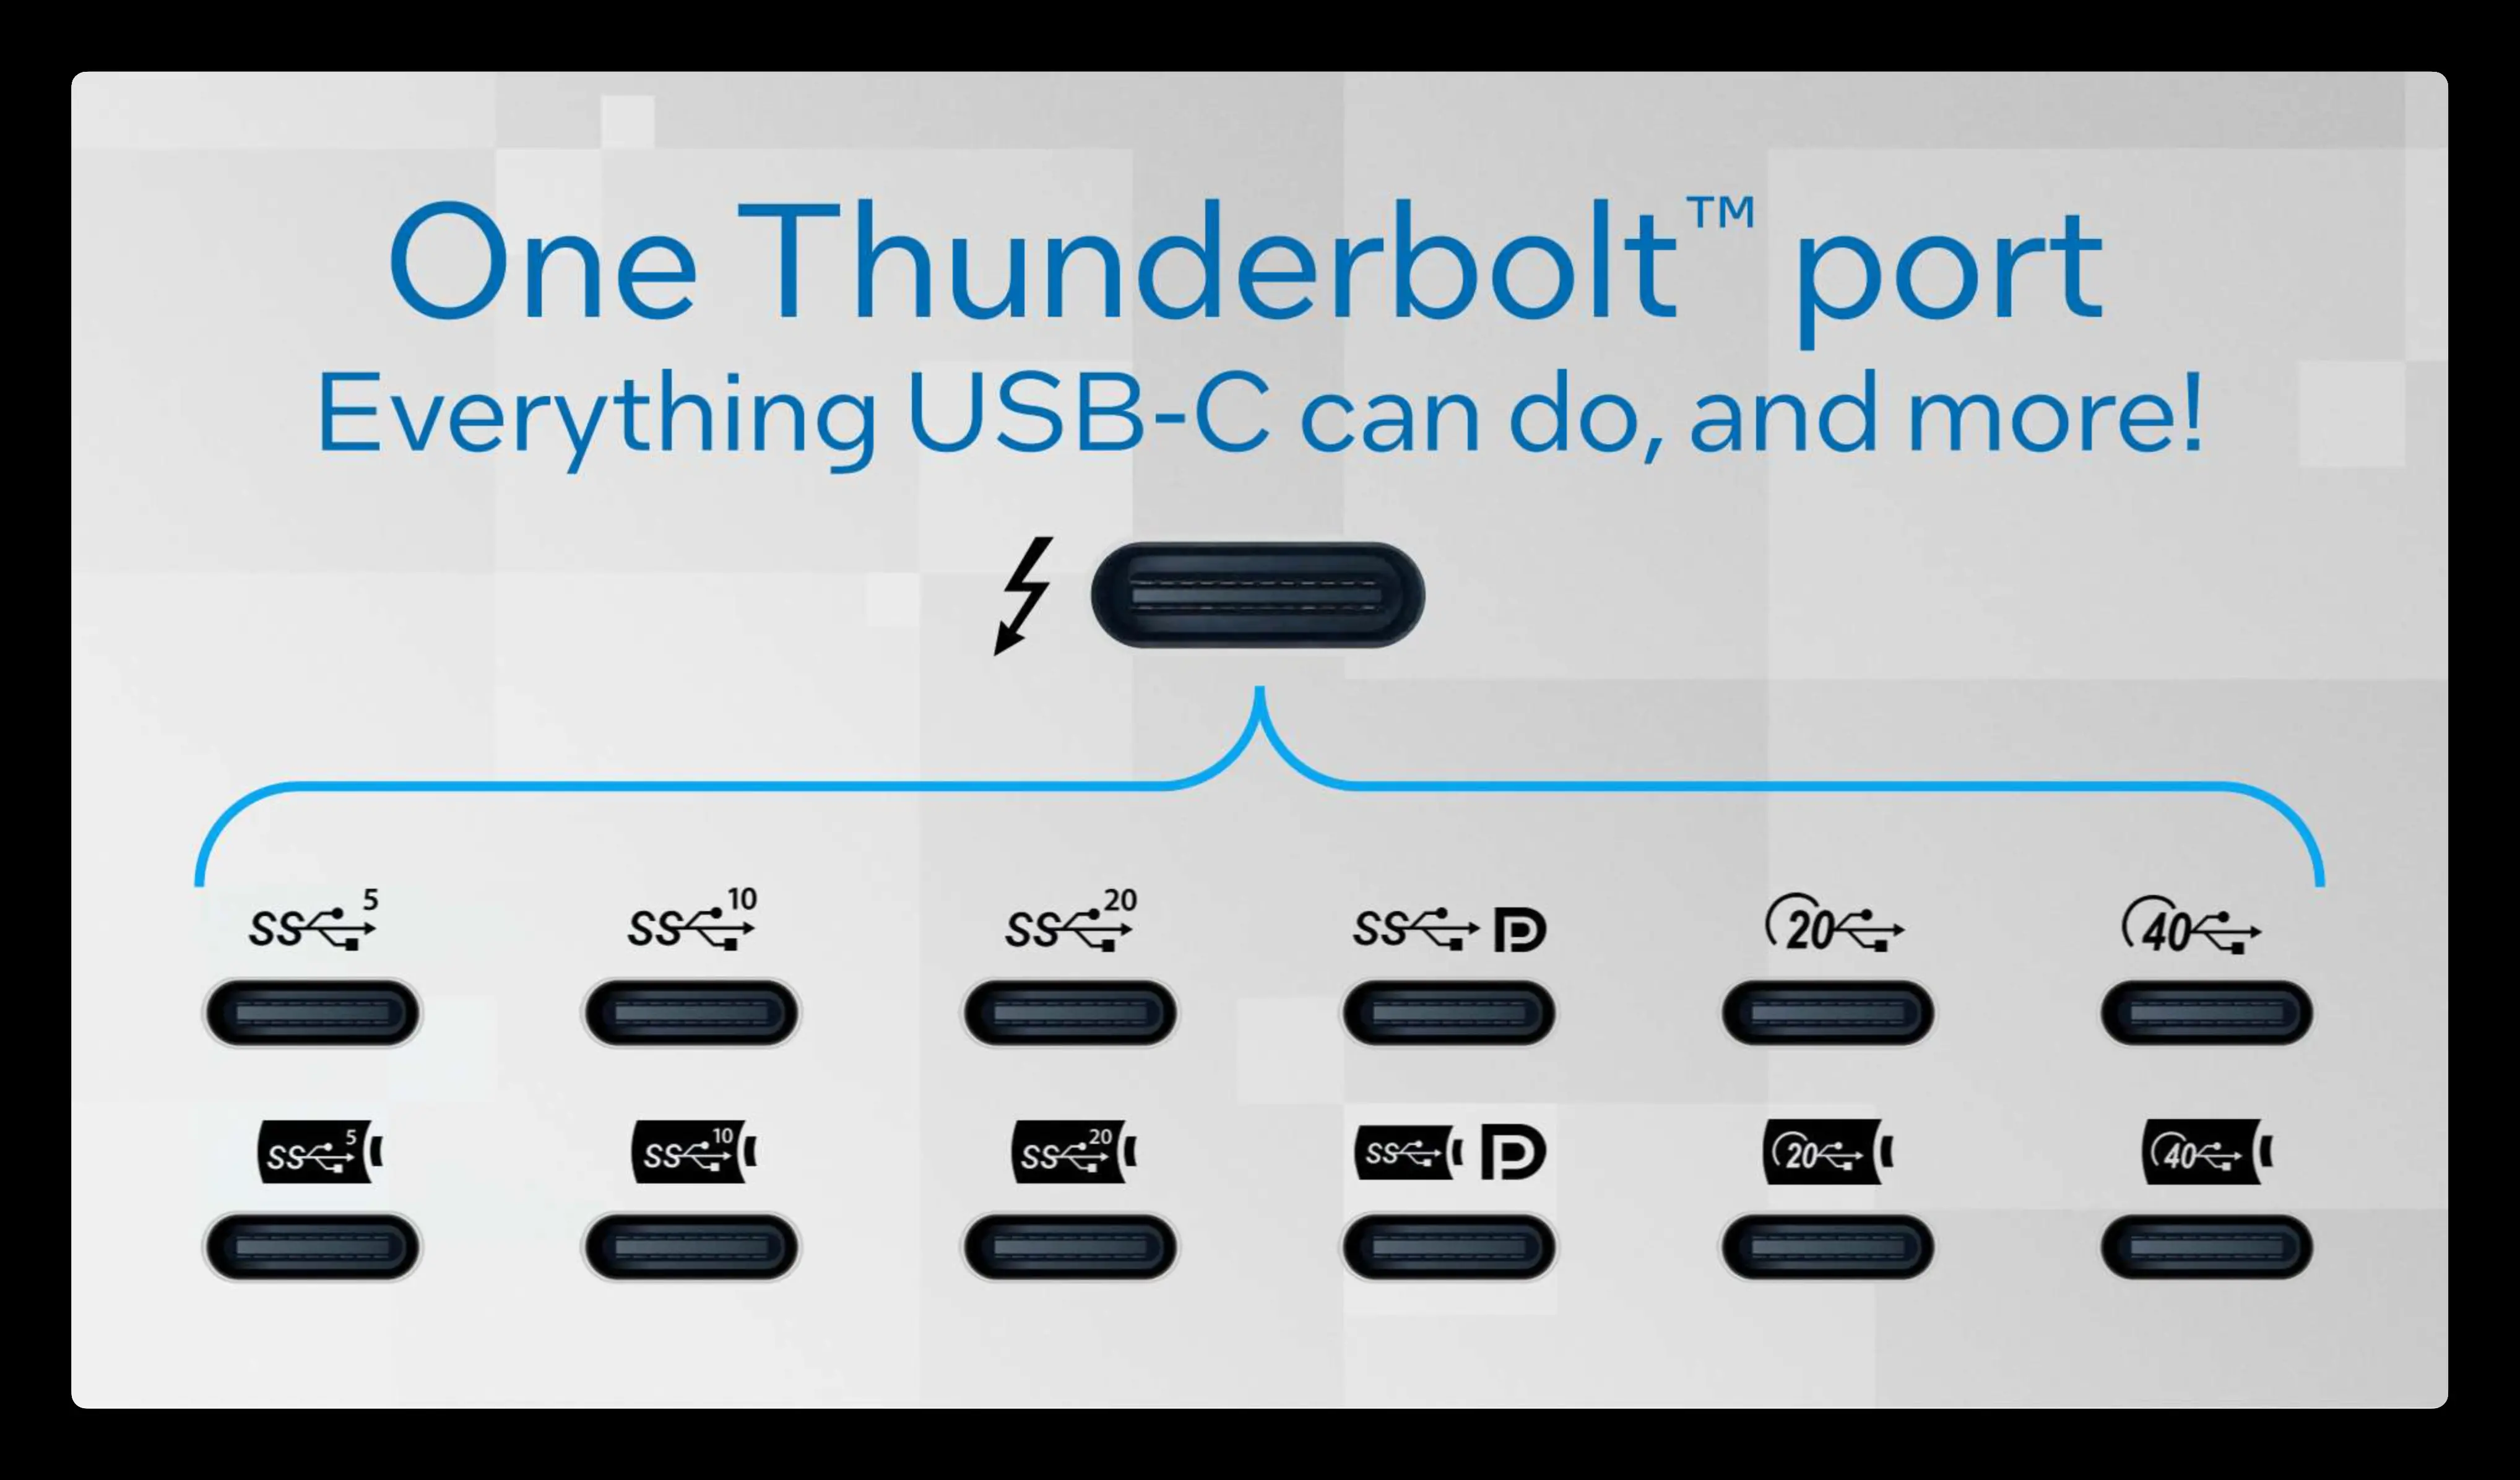 One Thunderbolt™ port
Everything USB-C can do, and more!
SS 5 SS 10 SS 20 SS 20 40
SS 5 SS 10 SS 20 SS 20 40